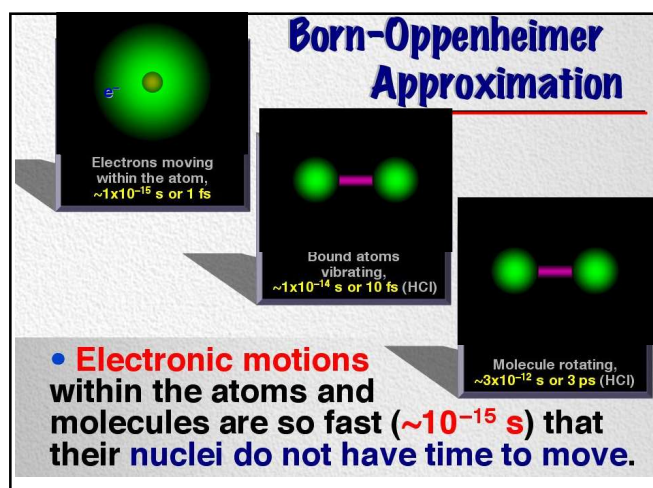 Born-Oppenheimer
Approximation
e⁻
Electrons moving
within the atom,
~1x10⁻¹⁵ s or 1 fs
Bound atoms
vibrating,
~1x10⁻¹⁴ s or 10 fs (HCl)
Molecule rotating,
~3x10⁻¹² s or 3 ps (HCl)
• Electronic motions
within the atoms and
molecules are so fast (~10⁻¹⁵ s) that
their nuclei do not have time to move.